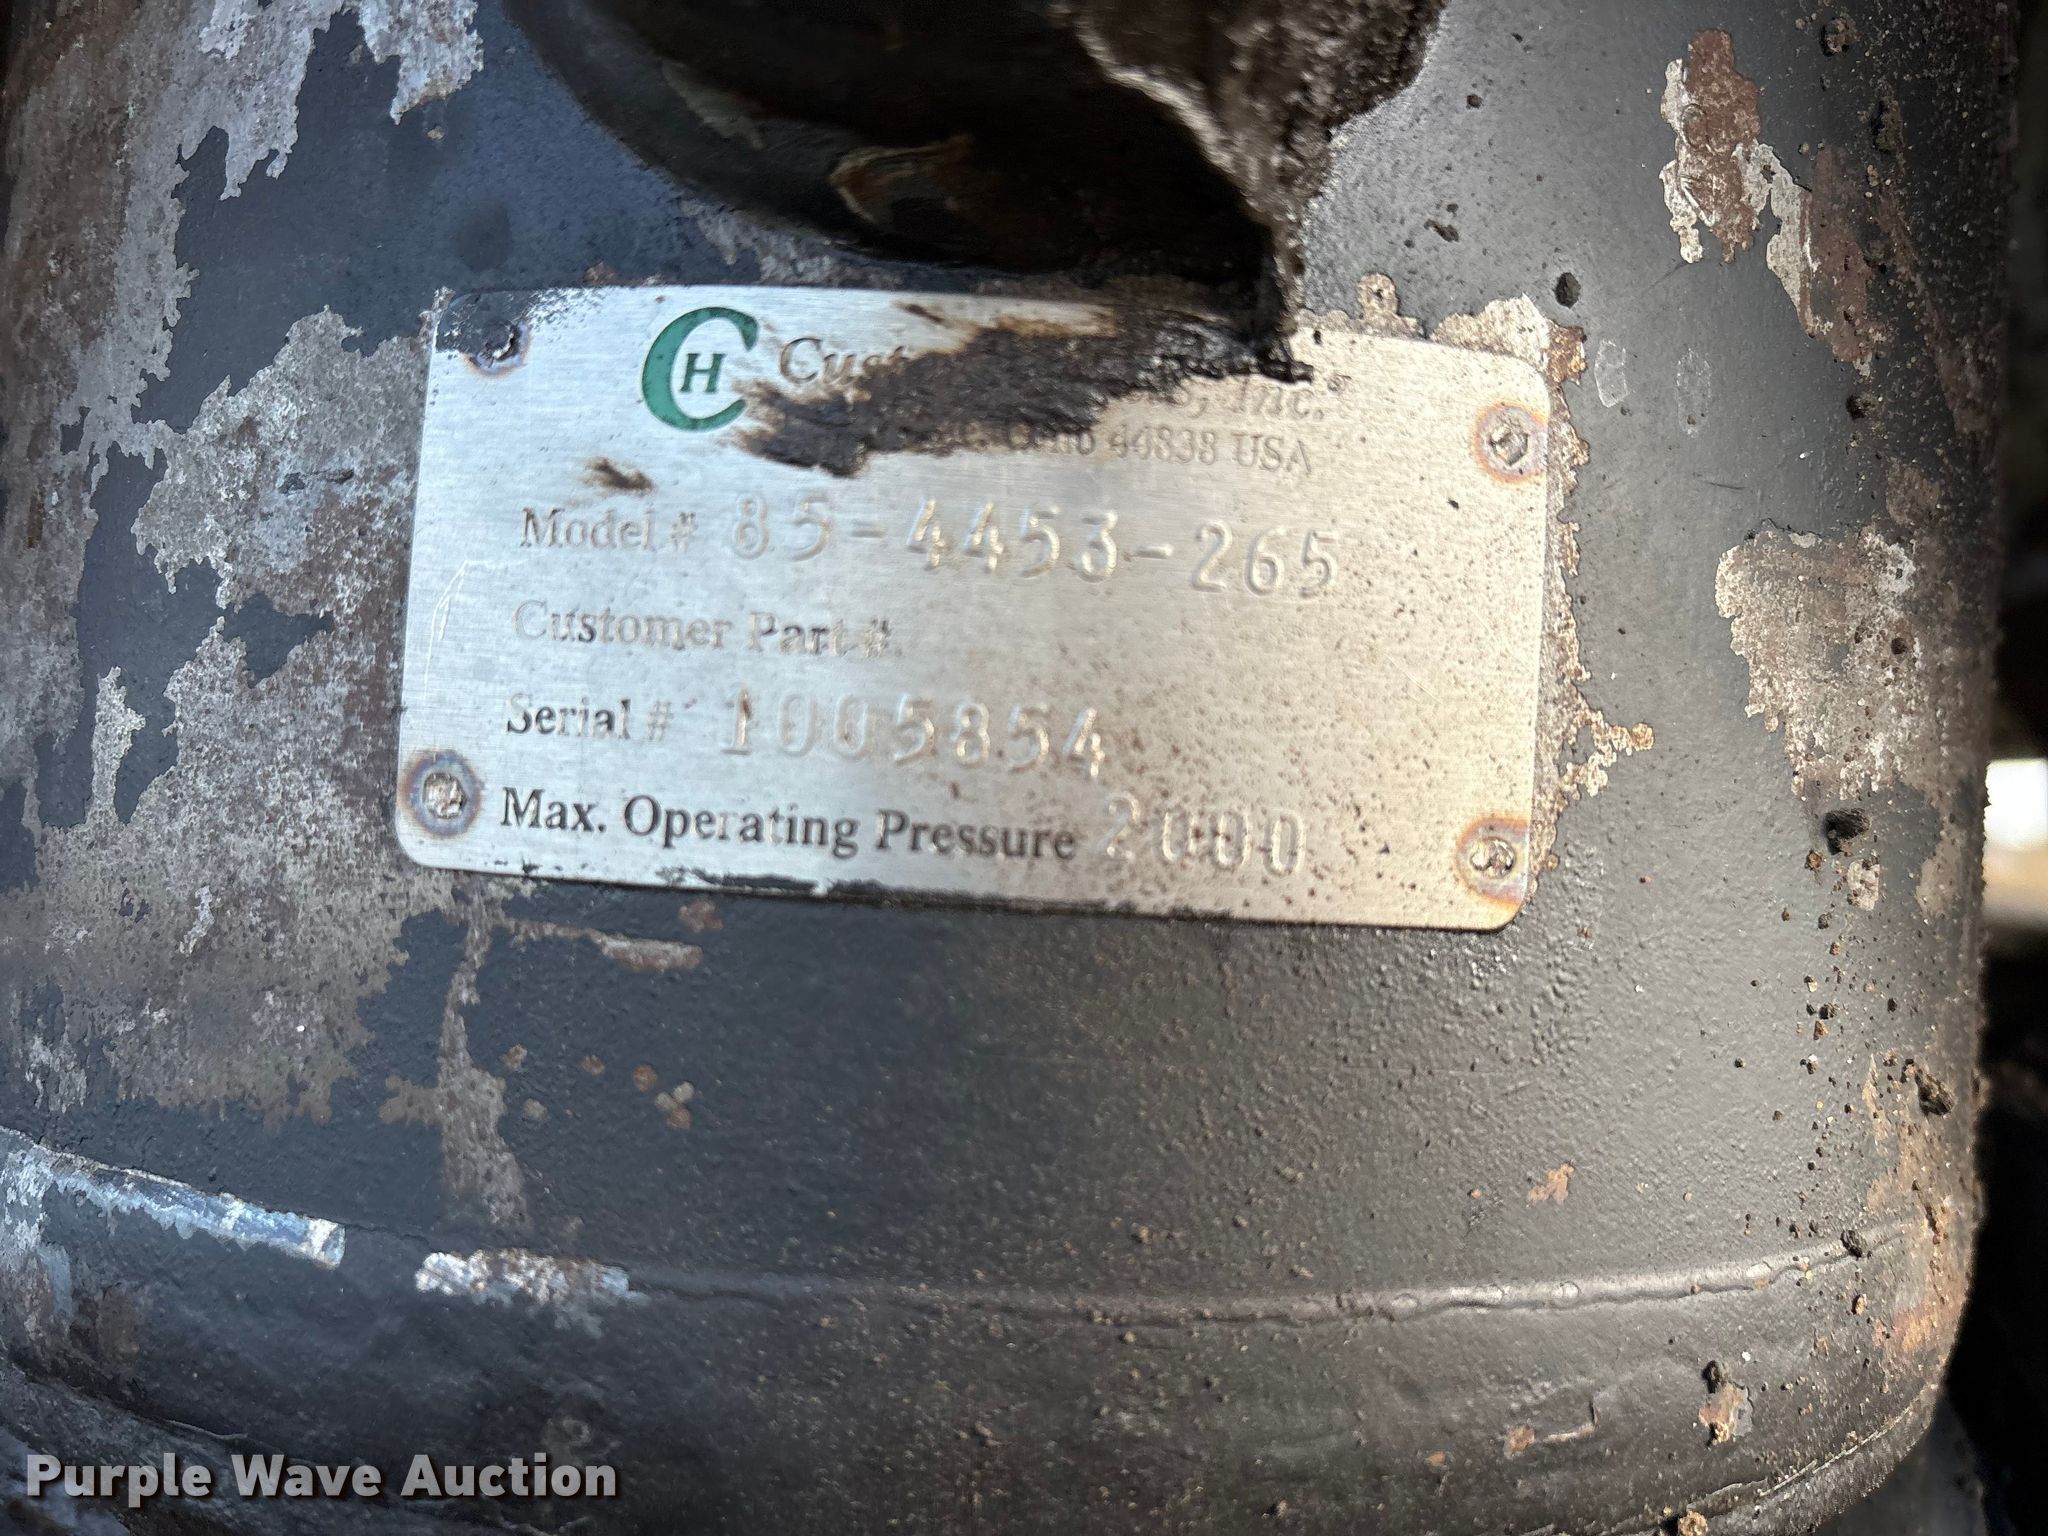 CH Inc.
44838 USA
Model # 85-4453-265
Customer Part #
Serial # 1005854
Max. Operating Pressure 2000
Purple Wave Auction